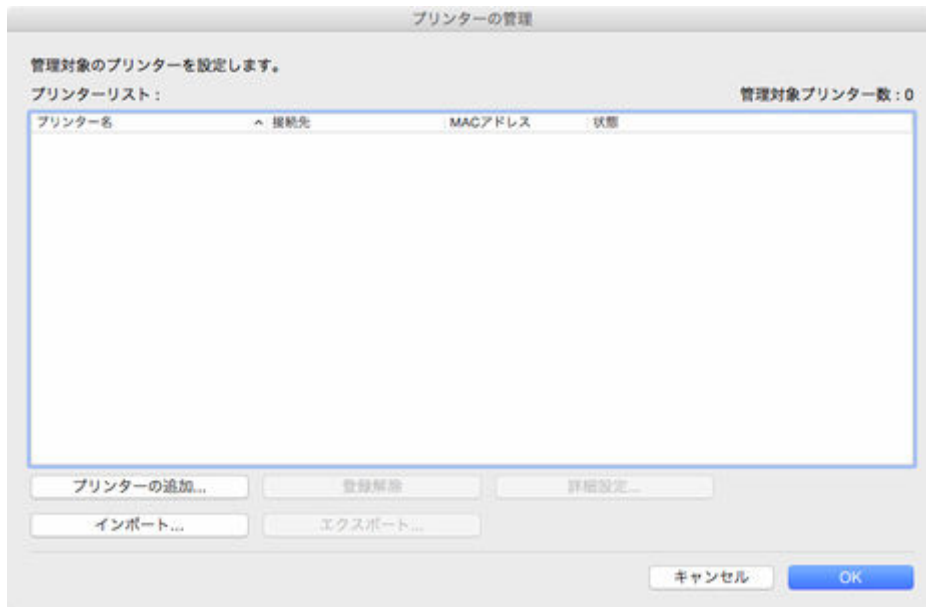 プリンターの管理
管理対象のプリンターを設定します。
プリンターリスト： 管理対象プリンター数：0
プリンター名 接続先 MACアドレス 状態
プリンターの追加... 登録解除 詳細設定...
インポート... エクスポート...
キャンセル OK